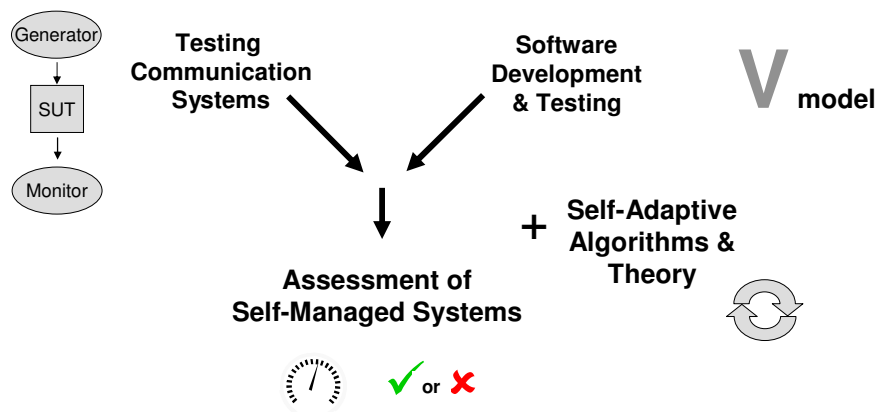 Generator
SUT
Monitor
Testing
Communication
Systems
Software
Development
& Testing
V model
+ Self-Adaptive
Algorithms &
Theory
Assessment of
Self-Managed Systems
or